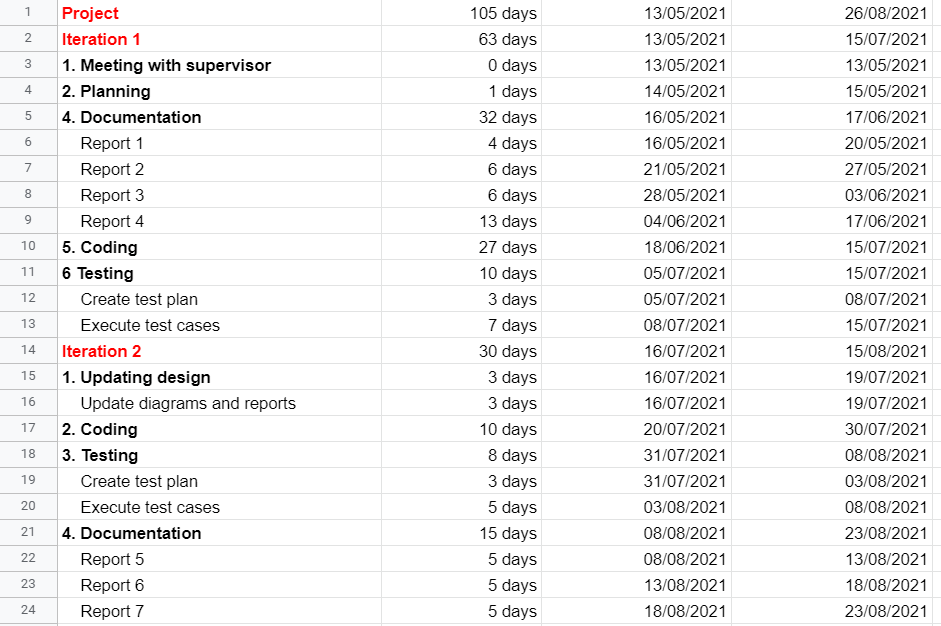 1 Project 105 days 13/05/2021 26/08/2021
2 Iteration 1 63 days 13/05/2021 15/07/2021
3 1. Meeting with supervisor 0 days 13/05/2021 13/05/2021
4 2. Planning 1 days 14/05/2021 15/05/2021
5 4. Documentation 32 days 16/05/2021 17/06/2021
6 Report 1 4 days 16/05/2021 20/05/2021
7 Report 2 6 days 21/05/2021 27/05/2021
8 Report 3 6 days 28/05/2021 03/06/2021
9 Report 4 13 days 04/06/2021 17/06/2021
10 5. Coding 27 days 18/06/2021 15/07/2021
11 6 Testing 10 days 05/07/2021 15/07/2021
12 Create test plan 3 days 05/07/2021 08/07/2021
13 Execute test cases 7 days 08/07/2021 15/07/2021
14 Iteration 2 30 days 16/07/2021 15/08/2021
15 1. Updating design 3 days 16/07/2021 19/07/2021
16 Update diagrams and reports 3 days 16/07/2021 19/07/2021
17 2. Coding 10 days 20/07/2021 30/07/2021
18 3. Testing 8 days 31/07/2021 08/08/2021
19 Create test plan 3 days 31/07/2021 03/08/2021
20 Execute test cases 5 days 03/08/2021 08/08/2021
21 4. Documentation 15 days 08/08/2021 23/08/2021
22 Report 5 5 days 08/08/2021 13/08/2021
23 Report 6 5 days 13/08/2021 18/08/2021
24 Report 7 5 days 18/08/2021 23/08/2021